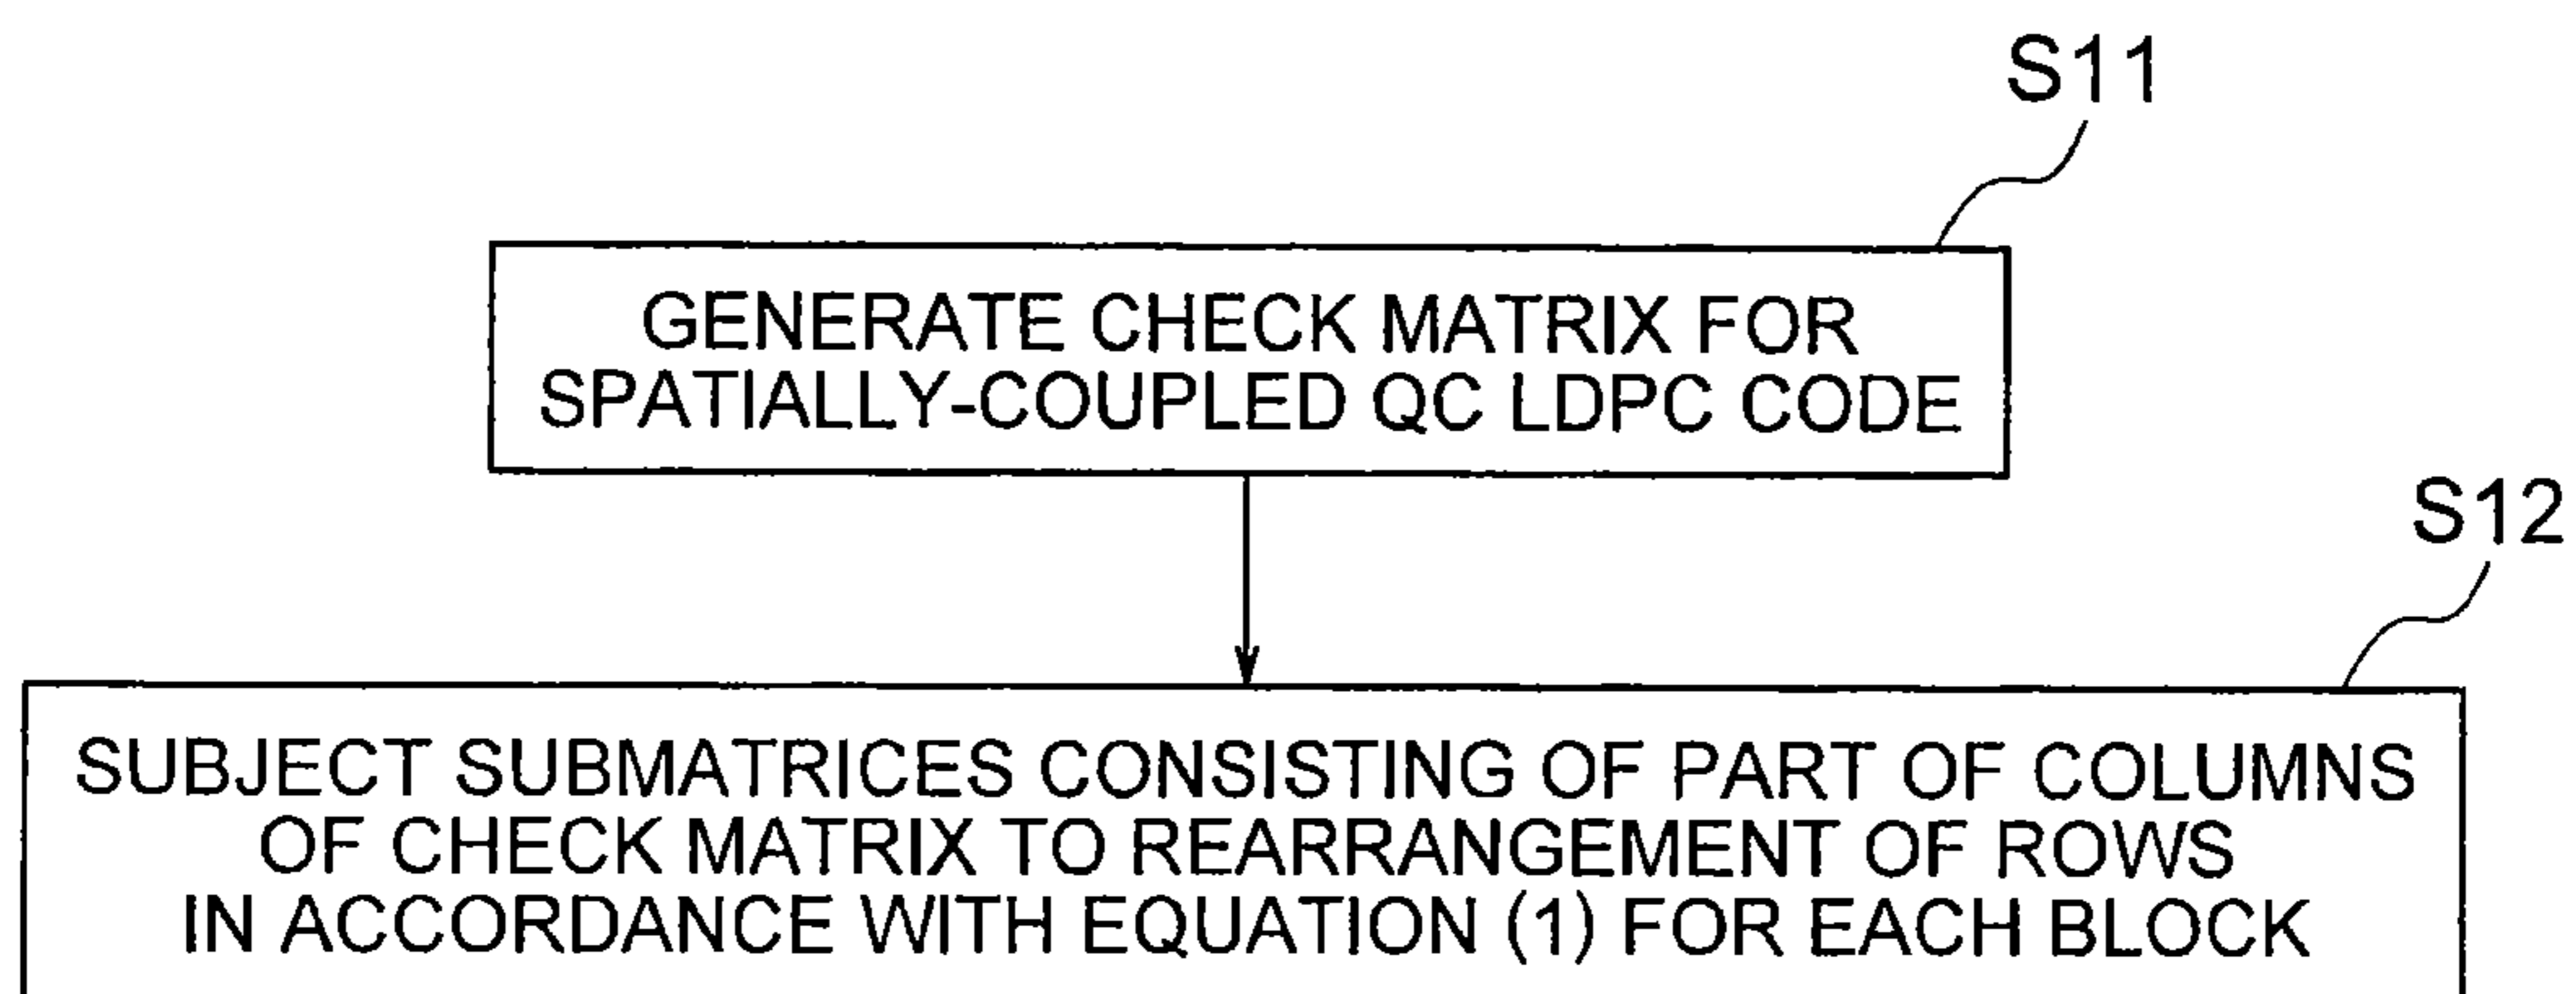 S11
GENERATE CHECK MATRIX FOR
SPATIALLY-COUPLED QC LDPC CODE
S12
SUBJECT SUBMATRICES CONSISTING OF PART OF COLUMNS
OF CHECK MATRIX TO REARRANGEMENT OF ROWS
IN ACCORDANCE WITH EQUATION (1) FOR EACH BLOCK